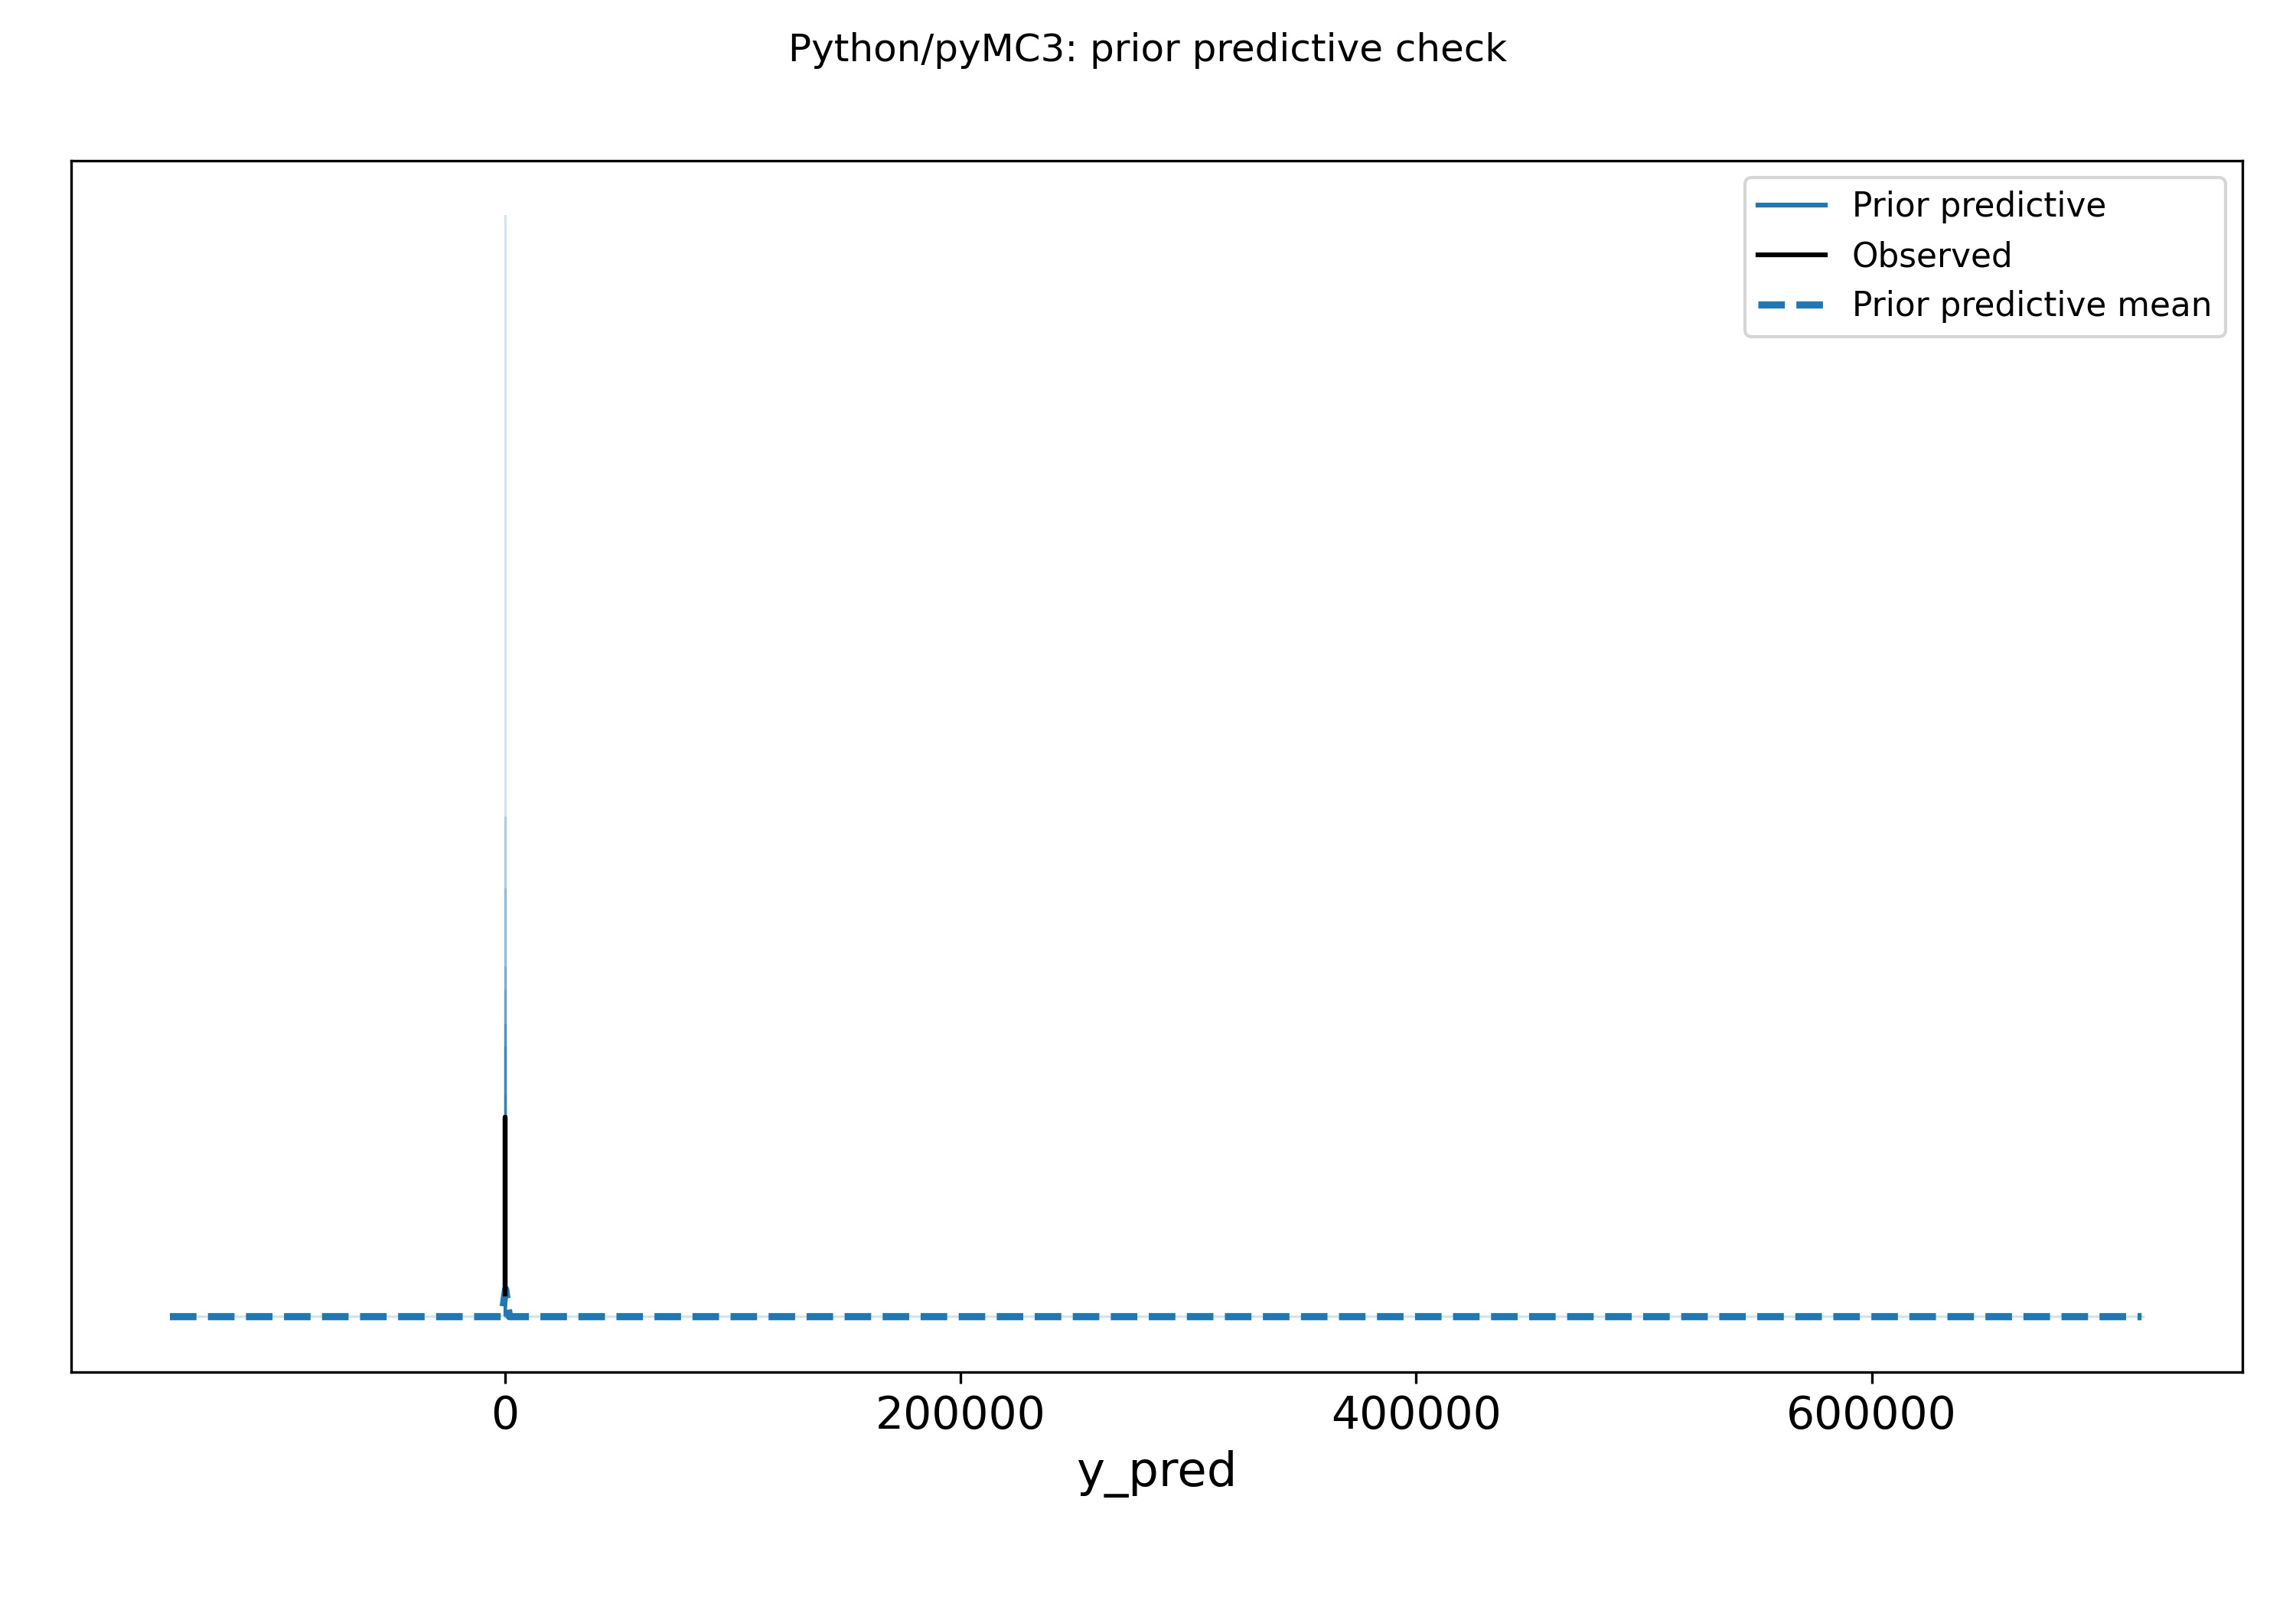 Python/pyMC3: prior predictive check
Prior predictive
Observed
Prior predictive mean
0 200000 400000 600000
y_pred